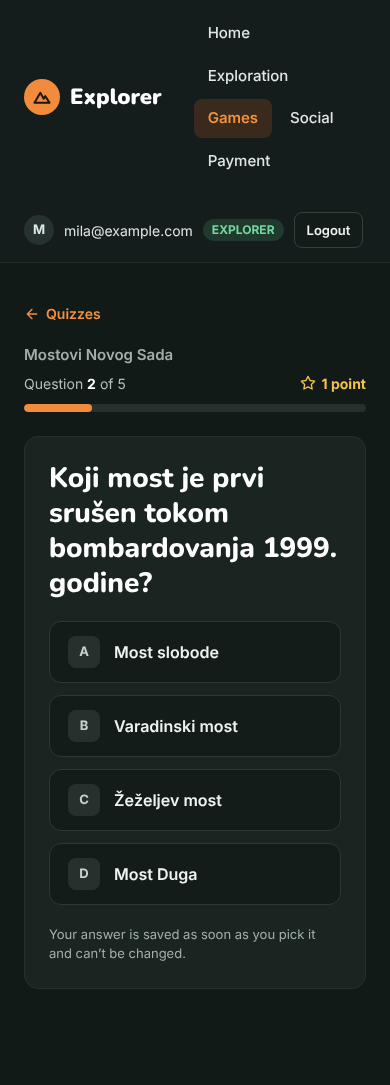 Explorer
Home
Exploration
Games
Social
Payment
M
mila@example.com
EXPLORER
Logout
← Quizzes
Mostovi Novog Sada
Question 2 of 5
1 point
Koji most je prvi
srušen tokom
bombardovanja 1999.
godine?
A Most slobode
B Varadinski most
C Žeželjev most
D Most Duga
Your answer is saved as soon as you pick it
and can't be changed.